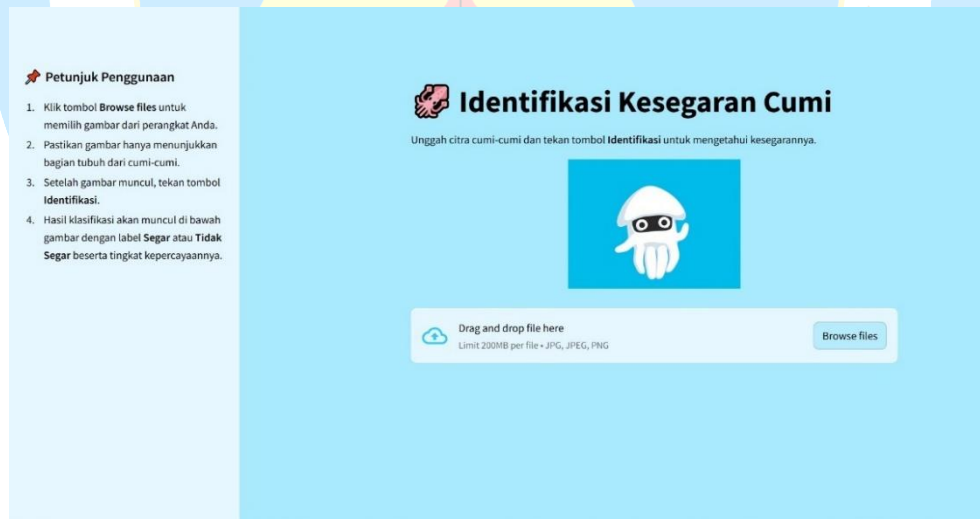 📌 Petunjuk Penggunaan
1. Klik tombol Browse files untuk
memilih gambar dari perangkat Anda.
2. Pastikan gambar hanya menunjukkan
bagian tubuh dari cumi-cumi.
3. Setelah gambar muncul, tekan tombol
Identifikasi.
4. Hasil klasifikasi akan muncul di bawah
gambar dengan label Segar atau Tidak
Segar beserta tingkat kepercayaannya.
🦑 Identifikasi Kesegaran Cumi
Unggah citra cumi-cumi dan tekan tombol Identifikasi untuk mengetahui kesegarannya.
Drag and drop file here
Limit 200MB per file • JPG, JPEG, PNG
Browse files